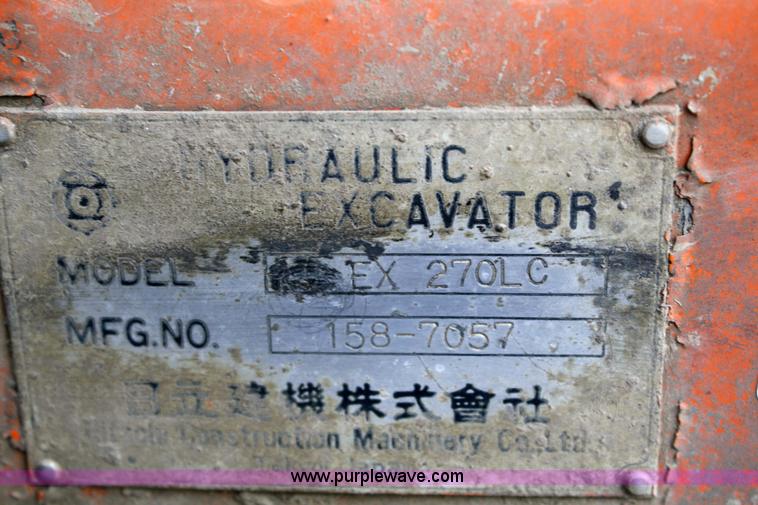 HYDRAULIC
EXCAVATOR
MODEL EX 270LC
MFG.NO. 158-7057
日立建機株式會社
Hitachi Construction Machinery Co., Ltd.
www.purplewave.com